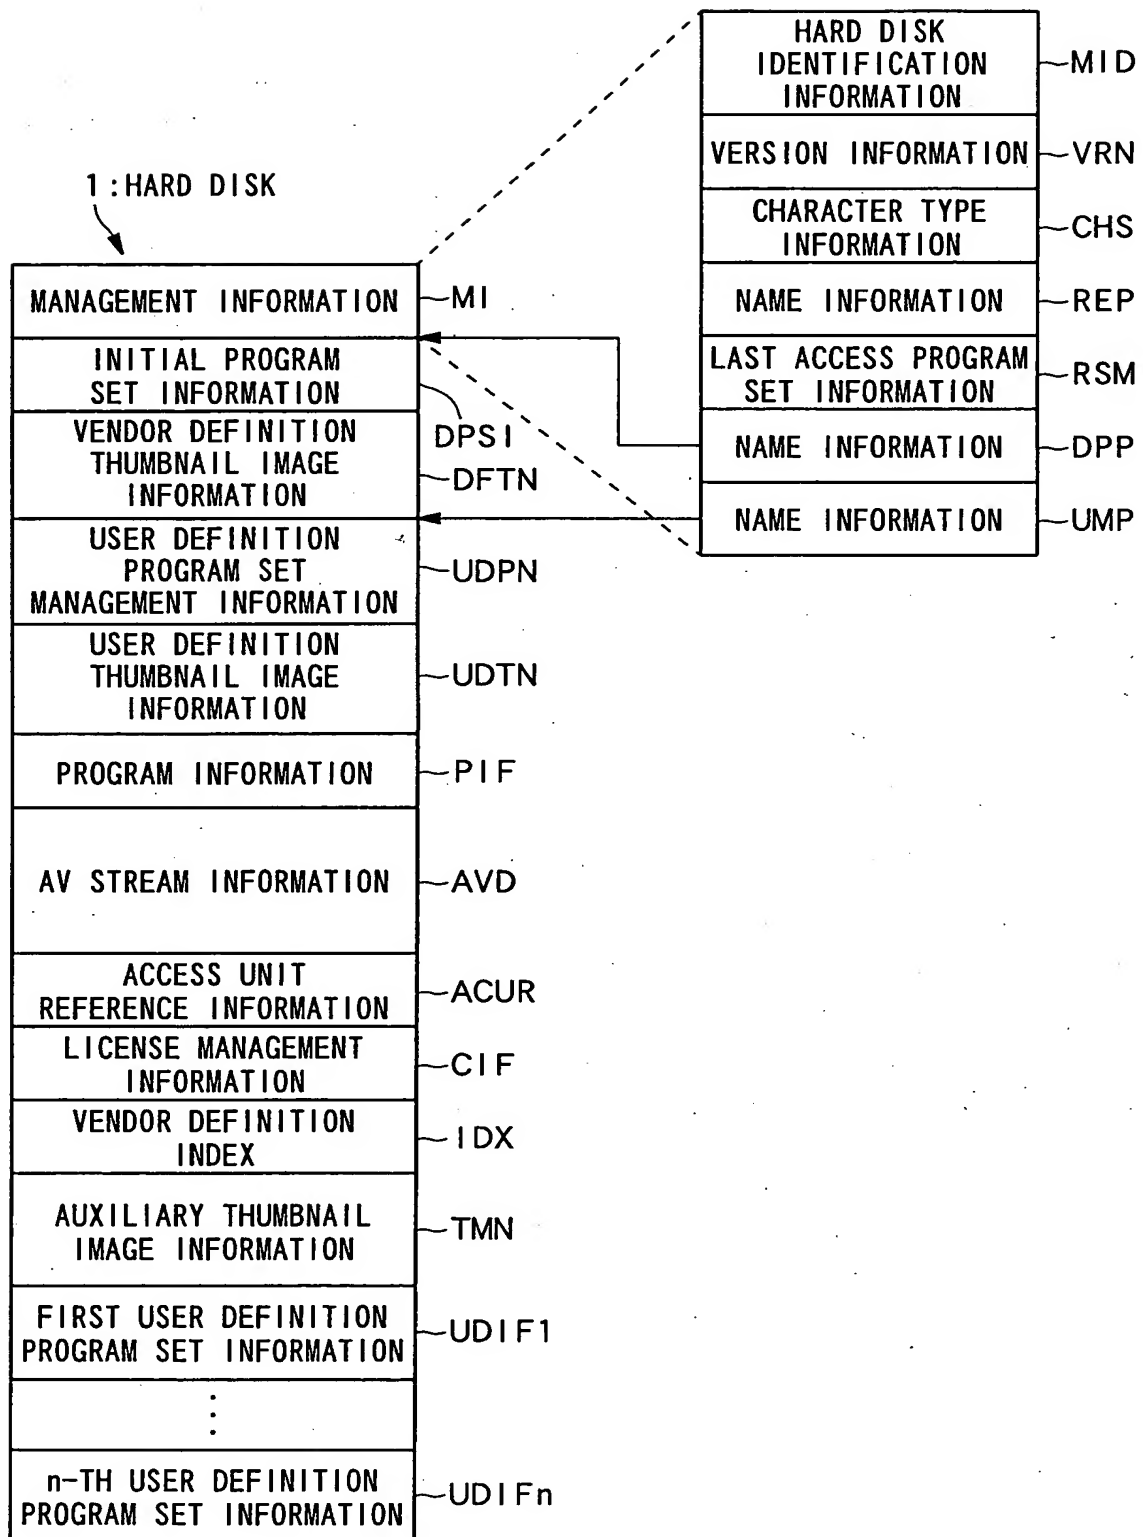 1:HARD DISK
MANAGEMENT INFORMATION
MI
INITIAL PROGRAM
SET INFORMATION
DPSI
VENDOR DEFINITION
THUMBNAIL IMAGE
INFORMATION
DFTN
USER DEFINITION
PROGRAM SET
MANAGEMENT INFORMATION
UDPN
USER DEFINITION
THUMBNAIL IMAGE
INFORMATION
UDTN
PROGRAM INFORMATION
PIF
AV STREAM INFORMATION
AVD
ACCESS UNIT
REFERENCE INFORMATION
ACUR
LICENSE MANAGEMENT
INFORMATION
CIF
VENDOR DEFINITION
INDEX
IDX
AUXILIARY THUMBNAIL
IMAGE INFORMATION
TMN
FIRST USER DEFINITION
PROGRAM SET INFORMATION
UDIF1
n-TH USER DEFINITION
PROGRAM SET INFORMATION
UDIFn
HARD DISK
IDENTIFICATION
INFORMATION
MID
VERSION INFORMATION
VRN
CHARACTER TYPE
INFORMATION
CHS
NAME INFORMATION
REP
LAST ACCESS PROGRAM
SET INFORMATION
RSM
NAME INFORMATION
DPP
NAME INFORMATION
UMP